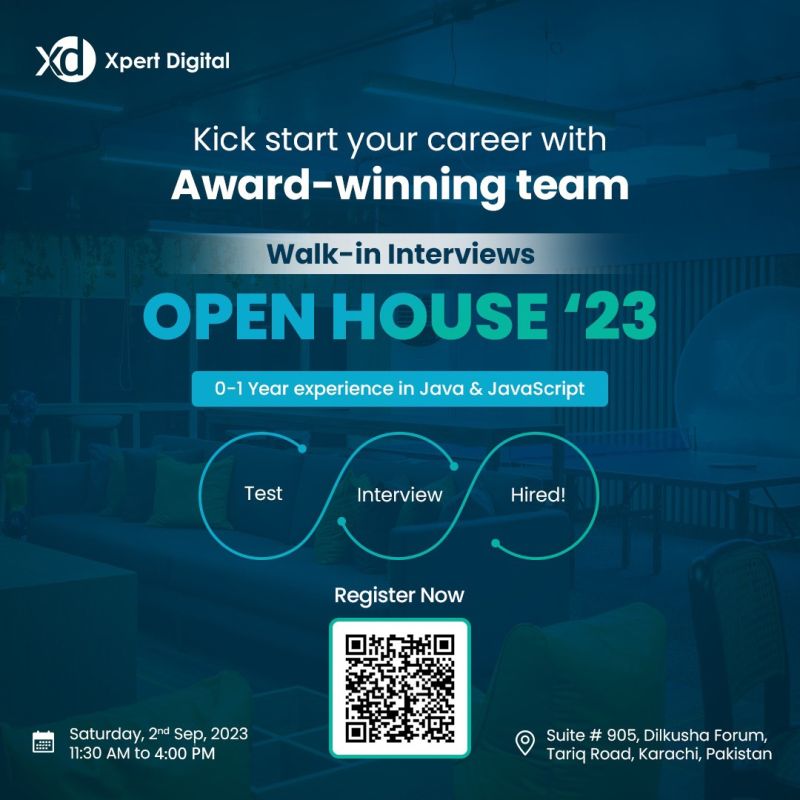 xd Xpert Digital
Kick start your career with
Award-winning team
Walk-in Interviews
OPEN HOUSE ‘23
0-1 Year experience in Java & JavaScript
Test
Interview
Hired!
Register Now
Saturday, 2nd Sep, 2023
11:30 AM to 4:00 PM
Suite # 905, Dilkusha Forum,
Tariq Road, Karachi, Pakistan